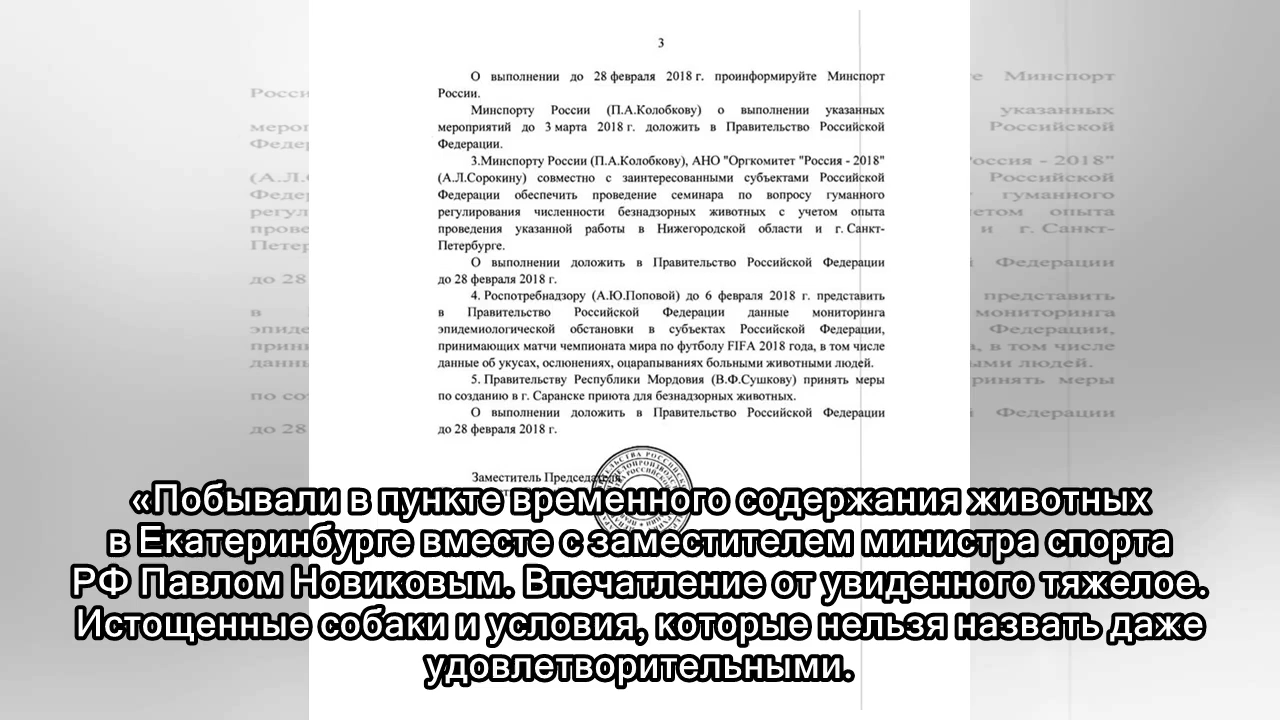 3
О выполнении до 28 февраля 2018 г. проинформируйте Минспорт
России.
Минспорту России (П.А.Колобкову) о выполнении указанных
мероприятий до 3 марта 2018 г. доложить в Правительство Российской
Федерации.
3.Минспорту России (П.А.Колобкову), АНО "Оргкомитет "Россия - 2018"
(А.Л.Сорокину) совместно с заинтересованными субъектами Российской
Федерации обеспечить проведение семинара по вопросу гуманного
регулирования численности безнадзорных животных с учетом опыта
проведения указанной работы в Нижегородской области и г. Санкт-
Петербурге.
О выполнении доложить в Правительство Российской Федерации
до 28 февраля 2018 г.
4. Роспотребнадзору (А.Ю.Поповой) до 6 февраля 2018 г. представить
в Правительство Российской Федерации данные мониторинга
эпидемиологической обстановки в субъектах Российской Федерации,
принимающих матчи чемпионата мира по футболу FIFA 2018 года, в том числе
данные об укусах, ослюнениях, оцарапываниях больными животными людей.
5. Правительству Республики Мордовия (В.Ф.Сушкову) принять меры
по созданию в г. Саранске приюта для безнадзорных животных.
О выполнении доложить в Правительство Российской Федерации
до 28 февраля 2018 г.
Заместитель Председателя
«Побывали в пункте временного содержания животных
в Екатеринбурге вместе с заместителем министра спорта
РФ Павлом Новиковым. Впечатление от увиденного тяжелое.
Истощенные собаки и условия, которые нельзя назвать даже
удовлетворительными.